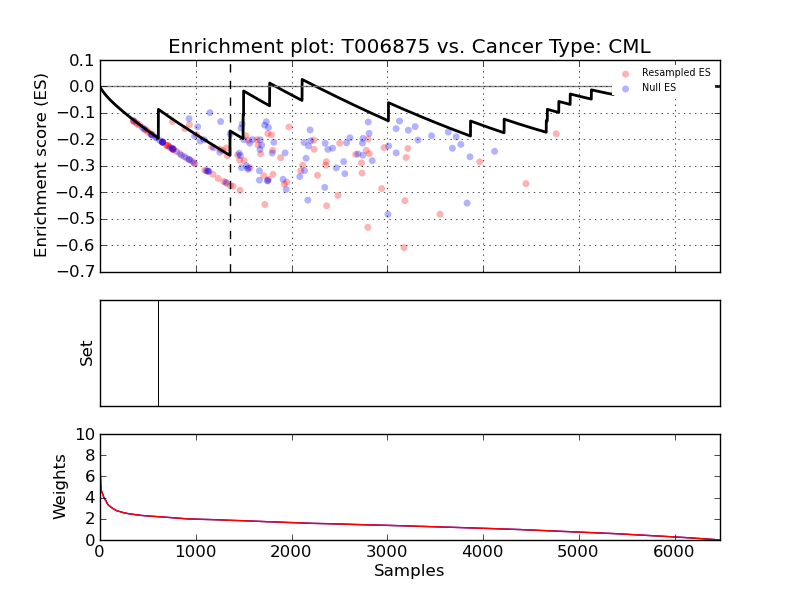 Enrichment plot: T006875 vs. Cancer Type: CML
Enrichment score (ES)
0.1
0.0
−0.1
−0.2
−0.3
−0.4
−0.5
−0.6
−0.7
Resampled ES
Null ES
Set
Weights
10
8
6
4
2
0
0 1000 2000 3000 4000 5000 6000
Samples